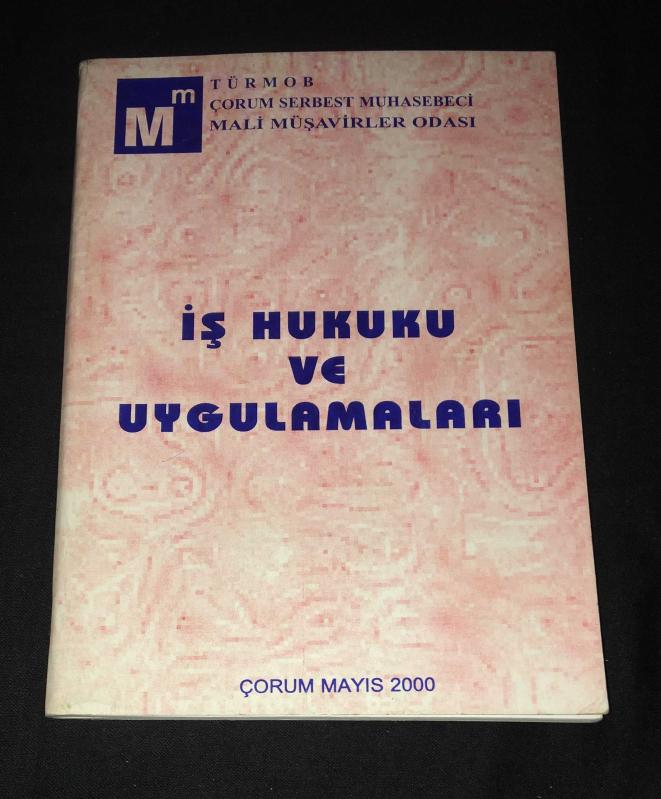 Mm
TÜRMOB
ÇORUM SERBEST MUHASEBECİ
MALİ MÜŞAVİRLER ODASI
İŞ HUKUKU
VE
UYGULAMALARI
ÇORUM MAYIS 2000